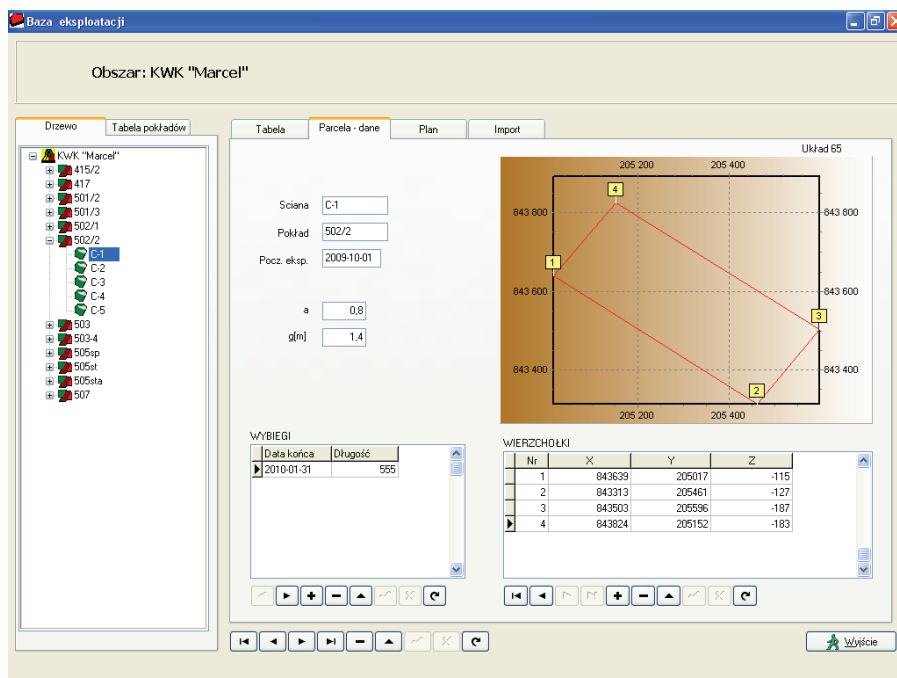 Baza eksploatacji
Obszar: KWK "Marcel"
Drzewo Tabela pokładów
KWK "Marcel"
415/2
417
501/2
501/3
502/1
502/2
C-1
C-2
C-3
C-4
C-5
503
503-4
505sp
505st
505sta
507
Tabela Parcela - dane Plan Import
Układ 65
Sciana C-1
Pokład 502/2
Pocz. eksp. 2009-10-01
a 0,8
g[m] 1,4
205 200 205 400
843 800 843 800
843 600 843 600
843 400 843 400
205 200 205 400
4
1
3
2
WYBIEGI
Data końca Długość
2010-01-31 555
WIERZCHOŁKI
Nr X Y Z
1 843639 205017 -115
2 843313 205461 -127
3 843503 205596 -187
4 843824 205152 -183
Wyjście